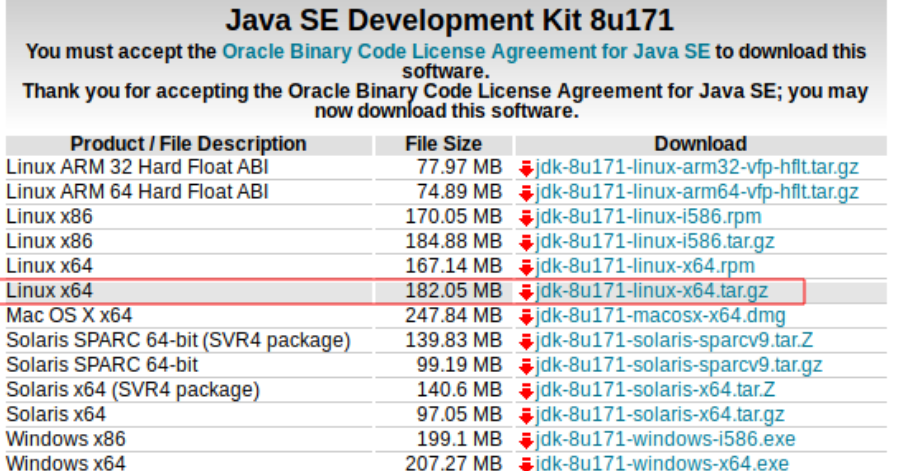 Java SE Development Kit 8u171
You must accept the Oracle Binary Code License Agreement for Java SE to download this
software.
Thank you for accepting the Oracle Binary Code License Agreement for Java SE; you may
now download this software.
Product / File Description File Size Download
Linux ARM 32 Hard Float ABI 77.97 MB jdk-8u171-linux-arm32-vfp-hflt.tar.gz
Linux ARM 64 Hard Float ABI 74.89 MB jdk-8u171-linux-arm64-vfp-hflt.tar.gz
Linux x86 170.05 MB jdk-8u171-linux-i586.rpm
Linux x86 184.88 MB jdk-8u171-linux-i586.tar.gz
Linux x64 167.14 MB jdk-8u171-linux-x64.rpm
Linux x64 182.05 MB jdk-8u171-linux-x64.tar.gz
Mac OS X x64 247.84 MB jdk-8u171-macosx-x64.dmg
Solaris SPARC 64-bit (SVR4 package) 139.83 MB jdk-8u171-solaris-sparcv9.tar.Z
Solaris SPARC 64-bit 99.19 MB jdk-8u171-solaris-sparcv9.tar.gz
Solaris x64 (SVR4 package) 140.6 MB jdk-8u171-solaris-x64.tar.Z
Solaris x64 97.05 MB jdk-8u171-solaris-x64.tar.gz
Windows x86 199.1 MB jdk-8u171-windows-i586.exe
Windows x64 207.27 MB jdk-8u171-windows-x64.exe